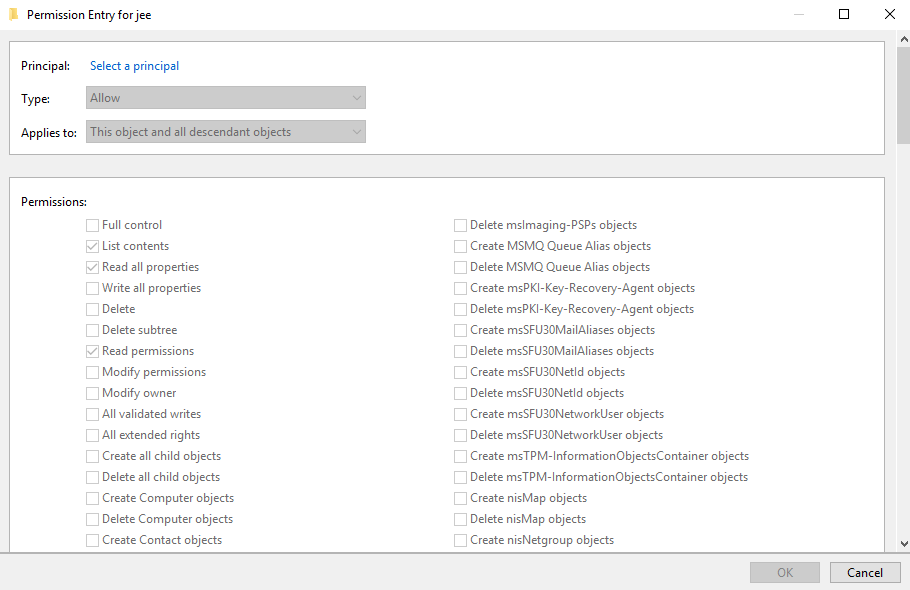 Permission Entry for jee
Principal: Select a principal
Type: Allow
Applies to: This object and all descendant objects
Permissions:
Full control
List contents
Read all properties
Write all properties
Delete
Delete subtree
Read permissions
Modify permissions
Modify owner
All validated writes
All extended rights
Create all child objects
Delete all child objects
Create Computer objects
Delete Computer objects
Create Contact objects
Delete msImaging-PSPs objects
Create MSMQ Queue Alias objects
Delete MSMQ Queue Alias objects
Create msPKI-Key-Recovery-Agent objects
Delete msPKI-Key-Recovery-Agent objects
Create msSFU30MailAliases objects
Delete msSFU30MailAliases objects
Create msSFU30NetId objects
Delete msSFU30NetId objects
Create msSFU30NetworkUser objects
Delete msSFU30NetworkUser objects
Create msTPM-InformationObjectsContainer objects
Delete msTPM-InformationObjectsContainer objects
Create nisMap objects
Delete nisMap objects
Create nisNetgroup objects
OK Cancel